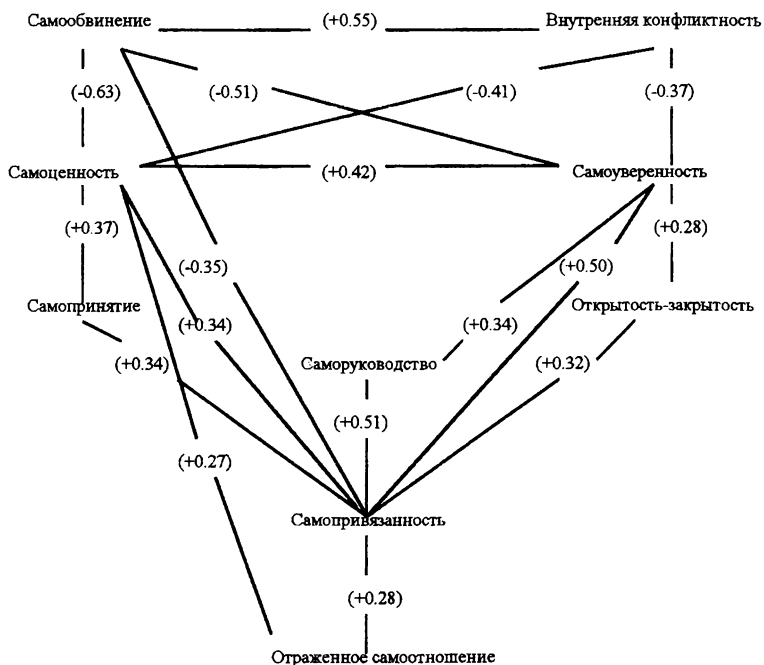 Самообвинение (+0.55) Внутренняя конфликтность
(-0.63) (-0.51) (-0.41) (-0.37)
Самоценность (+0.42) Самоуверенность
(+0.37) (+0.28)
(-0.35) (+0.50)
Самопринятие Открытость-закрытость
(+0.34) (+0.34)
(+0.34) Саморуководство (+0.32)
(+0.51)
(+0.27)
Самопривязанность
(+0.28)
Отраженное самоотношение